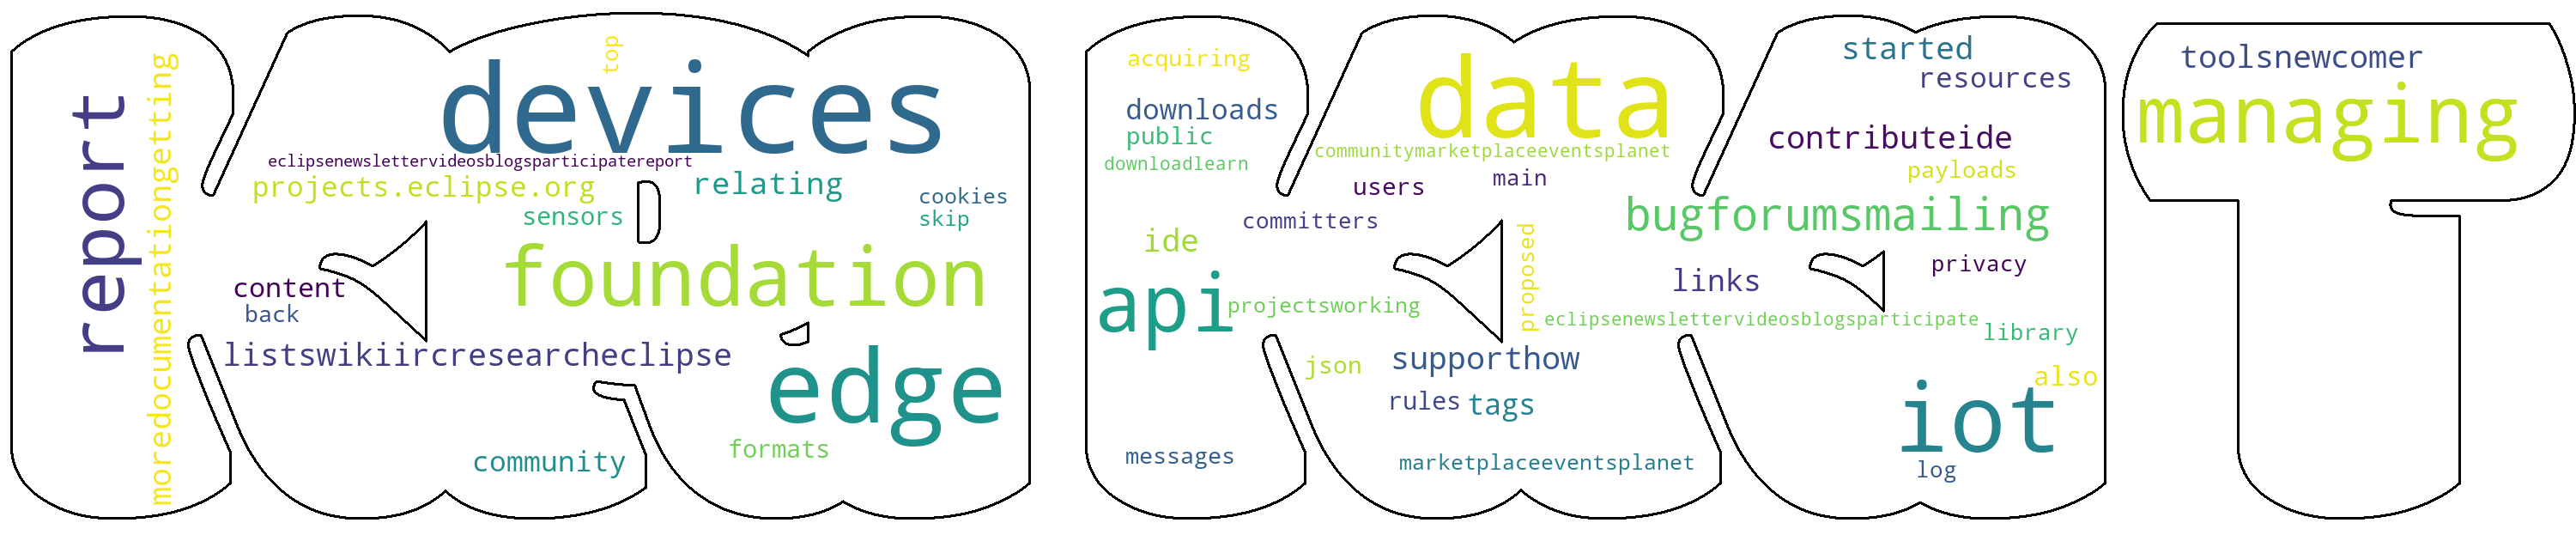 report
moredocumentationgetting
top
devices
eclipsenewslettervideosblogsparticipatereport
projects.eclipse.org
relating
sensors
cookies
skip
foundation
content
back
listswikiircresearcheclipse
edge
formats
community
acquiring
downloads
public
downloadlearn
data
communitymarketplaceeventsplanet
main
users
committers
ide
api
projectsworking
proposed
json
supporthow
rules
tags
messages
marketplaceeventsplanet
started
resources
contributeide
payloads
bugforumsmailing
privacy
links
eclipsenewslettervideosblogsparticipate
library
also
iot
log
toolsnewcomer
managing